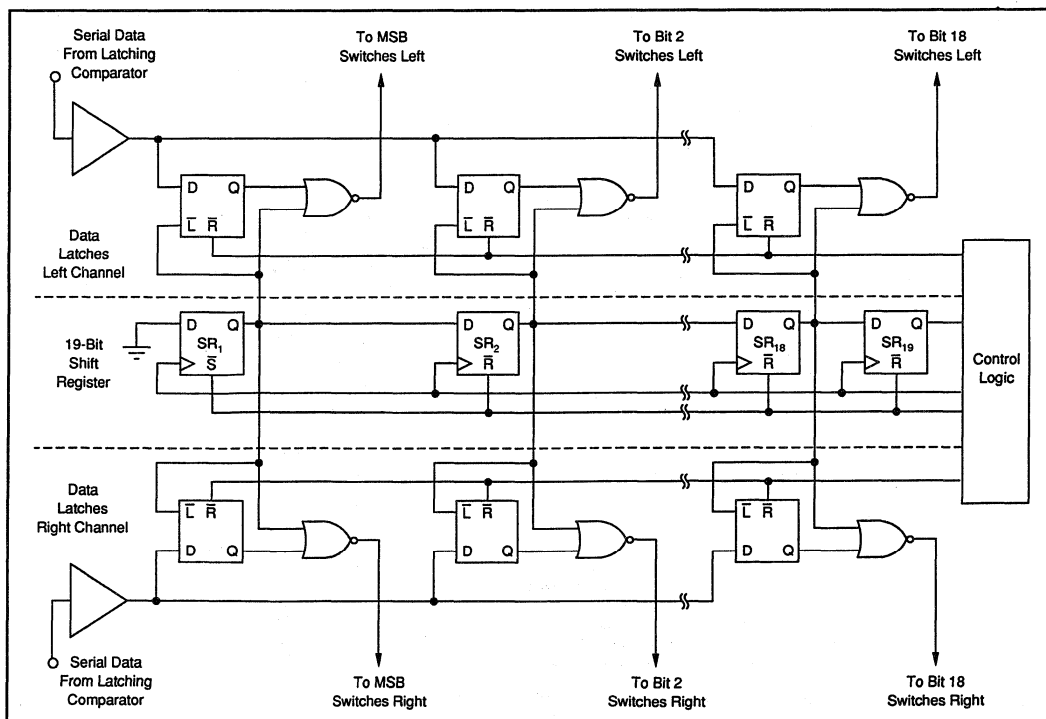 Serial Data
From Latching
Comparator
To MSB
Switches Left
To Bit 2
Switches Left
To Bit 18
Switches Left
D Q
L̅ R̅
D Q
L̅ R̅
D Q
L̅ R̅
Data
Latches
Left Channel
19-Bit
Shift
Register
D Q
SR₁
S̅
D Q
SR₂
R̅
D Q
SR₁₈
R̅
D Q
SR₁₉
R̅
Control
Logic
Data
Latches
Right Channel
L̅ R̅
D Q
L̅ R̅
D Q
L̅ R̅
D Q
Serial Data
From Latching
Comparator
To MSB
Switches Right
To Bit 2
Switches Right
To Bit 18
Switches Right